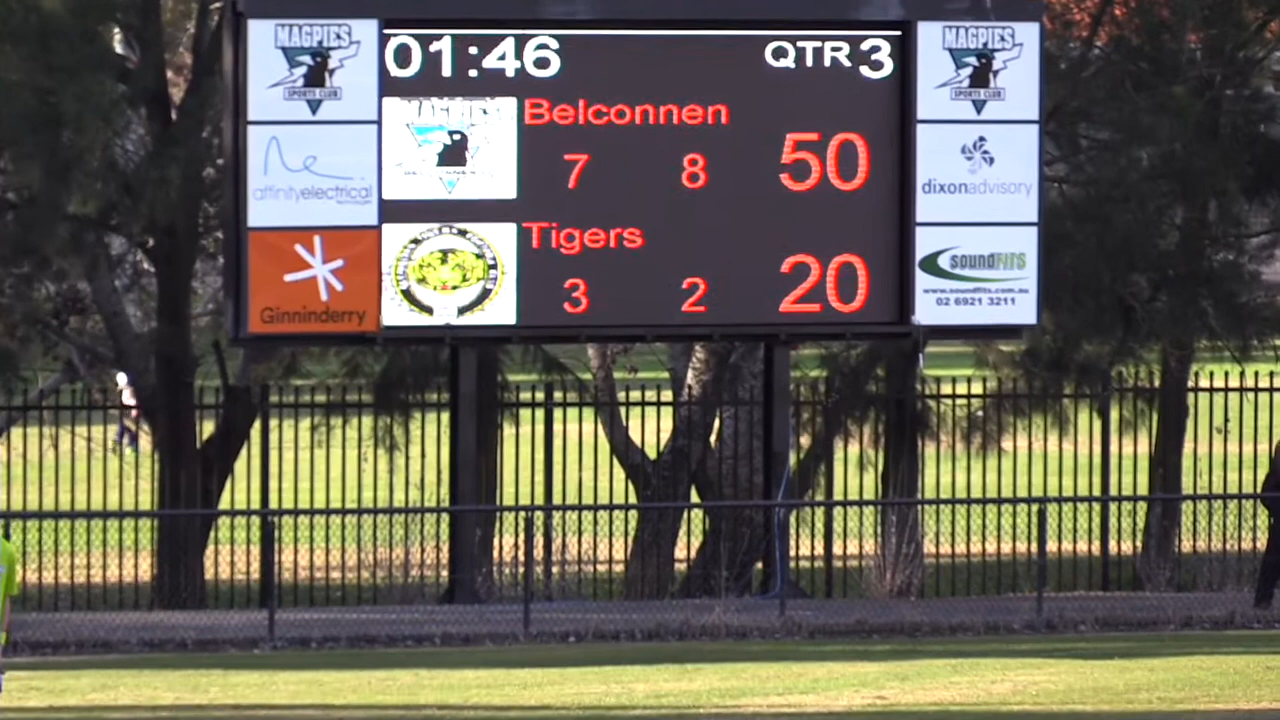 MAGPIES
SPORTS CLUB
affinityelectrical
Ginninderry
01:46 QTR 3
Belconnen
7 8 50
Tigers
3 2 20
MAGPIES
SPORTS CLUB
dixonadvisory
soundFITS
www.soundfits.com.au
02 6921 3211